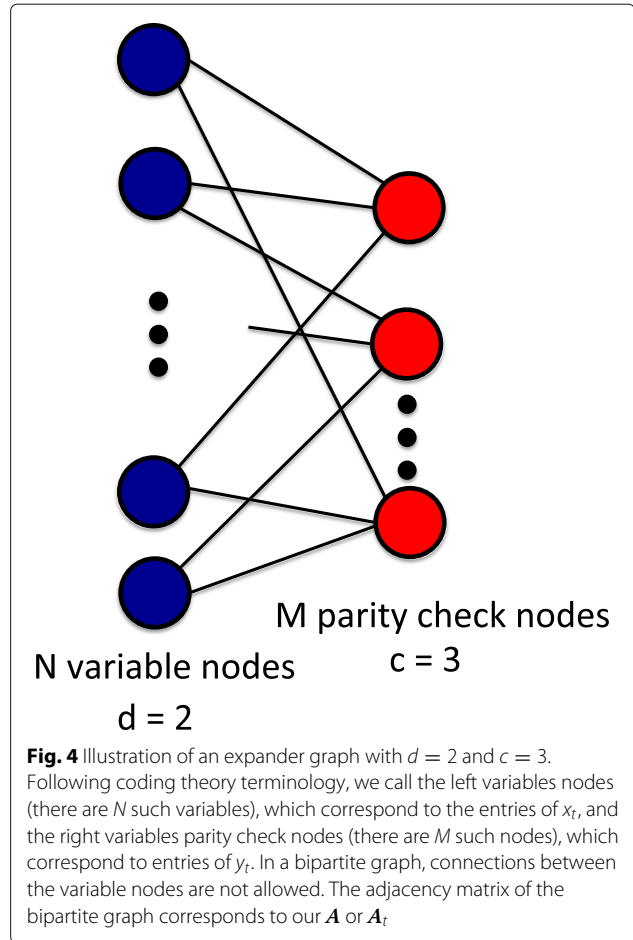 M parity check nodes
c = 3
N variable nodes
d = 2
Fig. 4 Illustration of an expander graph with d = 2 and c = 3.
Following coding theory terminology, we call the left variables nodes
(there are N such variables), which correspond to the entries of xₜ, and
the right variables parity check nodes (there are M such nodes), which
correspond to entries of yₜ. In a bipartite graph, connections between
the variable nodes are not allowed. The adjacency matrix of the
bipartite graph corresponds to our A or Aₜ